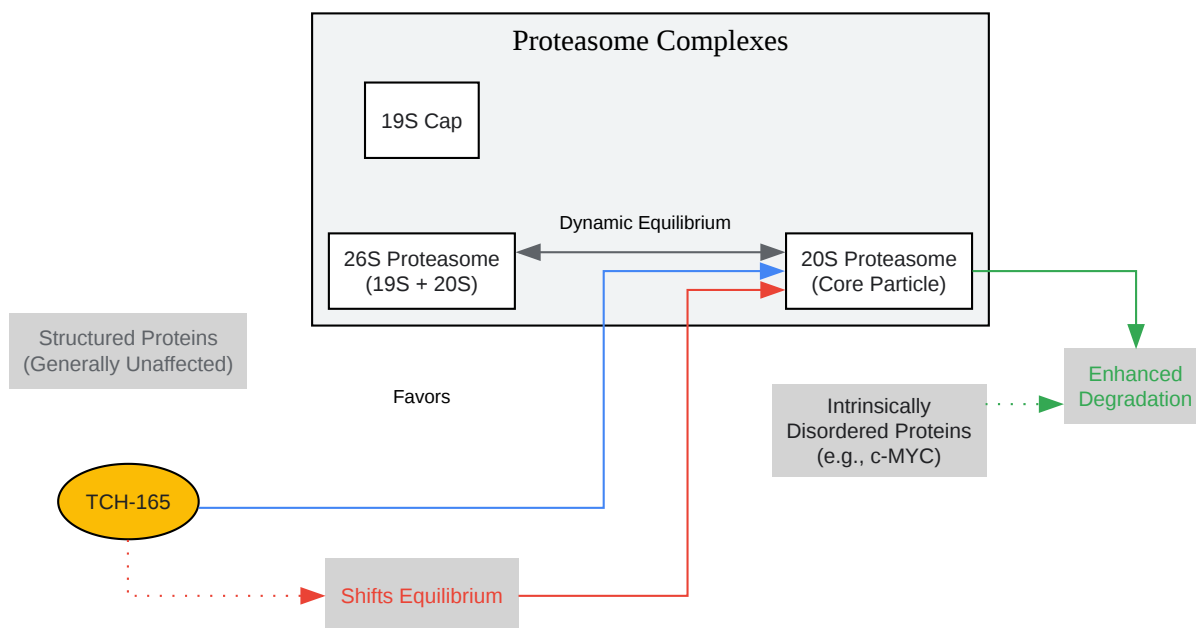 Proteasome Complexes
19S Cap
Dynamic Equilibrium
26S Proteasome
(19S + 20S)
20S Proteasome
(Core Particle)
Structured Proteins
(Generally Unaffected)
Enhanced
Degradation
Favors
Intrinsically
Disordered Proteins
(e.g., c-MYC)
TCH-165
Shifts Equilibrium